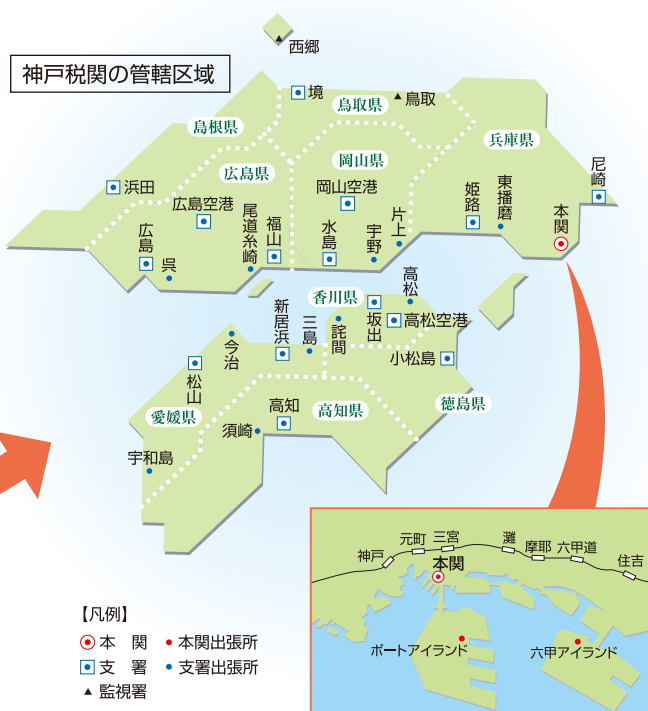 神戸税関の管轄区域
西郷
境
鳥取県
鳥取
島根県
兵庫県
広島県
岡山県
尼崎
浜田
岡山空港
姫路
東播磨
広島空港
尾道糸崎
福山
水島
宇野
片上
本関
広島
呉
香川県
高松
新居浜
三島
詫間
坂出
高松空港
今治
小松島
松山
愛媛県
高知
高知県
徳島県
須崎
宇和島
神戸
元町
三宮
灘
摩耶
六甲道
住吉
本関
ポートアイランド
六甲アイランド
【凡例】
本 関
本関出張所
支 署
支署出張所
監視署